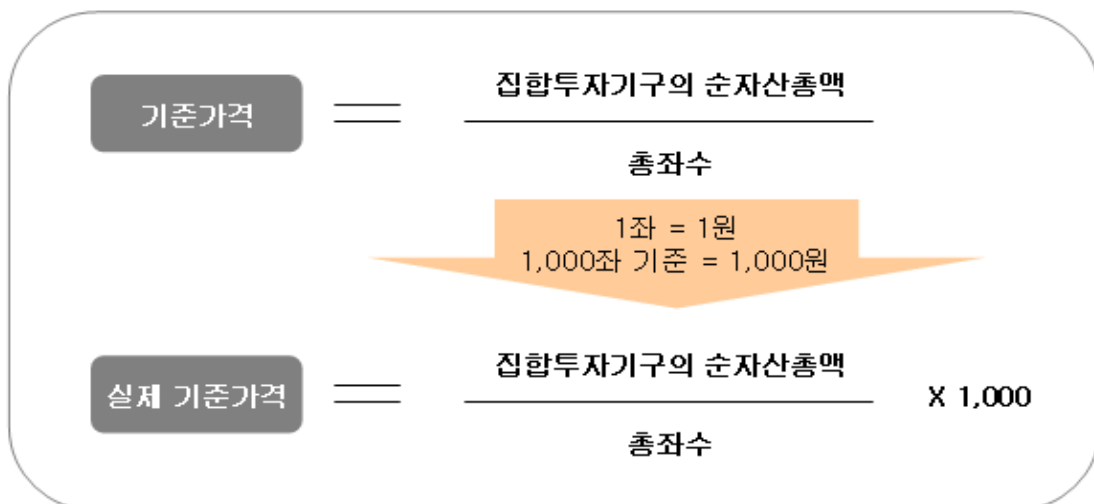 기준가격
집합투자기구의 순자산총액
총좌수
1좌 = 1원
1,000좌 기준 = 1,000원
실제 기준가격
집합투자기구의 순자산총액
총좌수
X 1,000